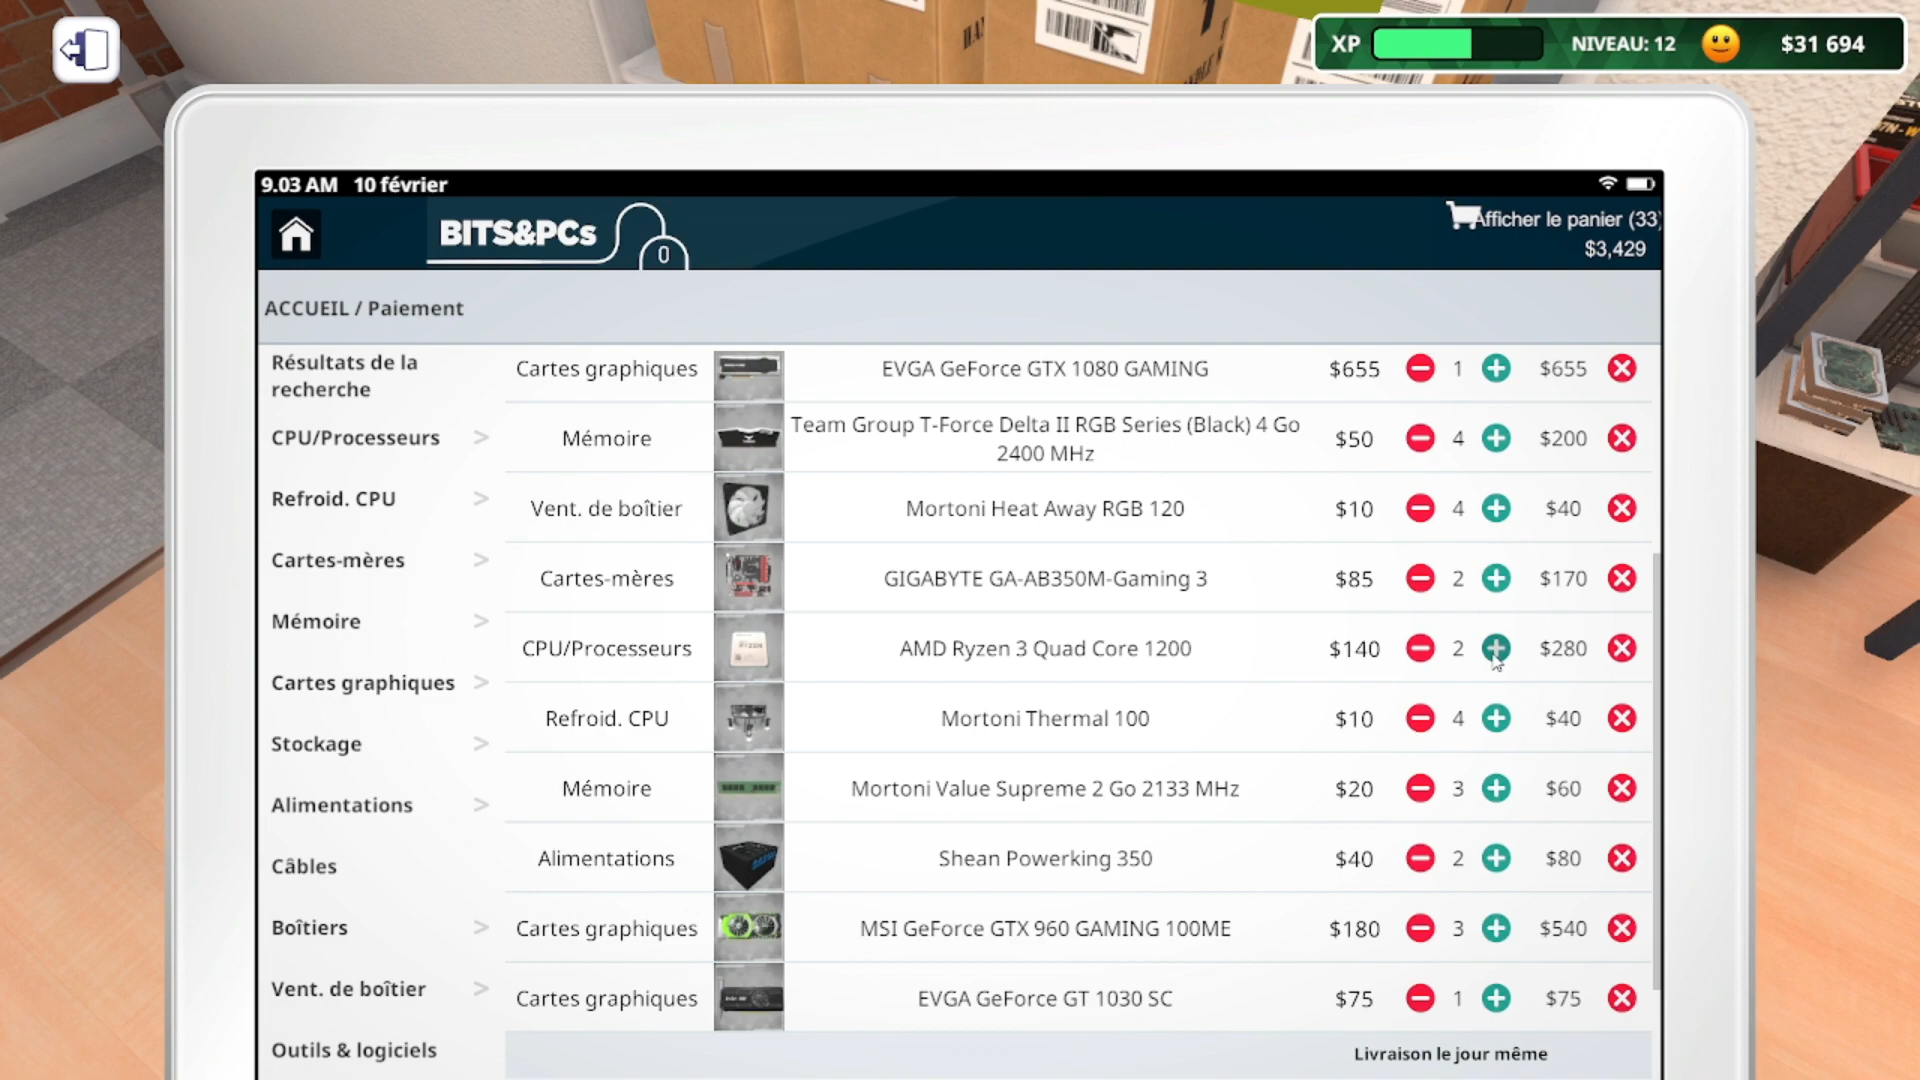 XP NIVEAU: 12 $31 694
9.03 AM 10 février
BITS&PCs 0
Afficher le panier (33)
$3,429
ACCUEIL / Paiement
Résultats de la
recherche
CPU/Processeurs >
Refroid. CPU >
Cartes-mères >
Mémoire >
Cartes graphiques >
Stockage >
Alimentations >
Câbles
Boîtiers >
Vent. de boîtier >
Outils & logiciels
Cartes graphiques EVGA GeForce GTX 1080 GAMING $655 1 $655
Mémoire Team Group T-Force Delta II RGB Series (Black) 4 Go
2400 MHz $50 4 $200
Vent. de boîtier Mortoni Heat Away RGB 120 $10 4 $40
Cartes-mères GIGABYTE GA-AB350M-Gaming 3 $85 2 $170
CPU/Processeurs AMD Ryzen 3 Quad Core 1200 $140 2 $280
Refroid. CPU Mortoni Thermal 100 $10 4 $40
Mémoire Mortoni Value Supreme 2 Go 2133 MHz $20 3 $60
Alimentations Shean Powerking 350 $40 2 $80
Cartes graphiques MSI GeForce GTX 960 GAMING 100ME $180 3 $540
Cartes graphiques EVGA GeForce GT 1030 SC $75 1 $75
Livraison le jour même